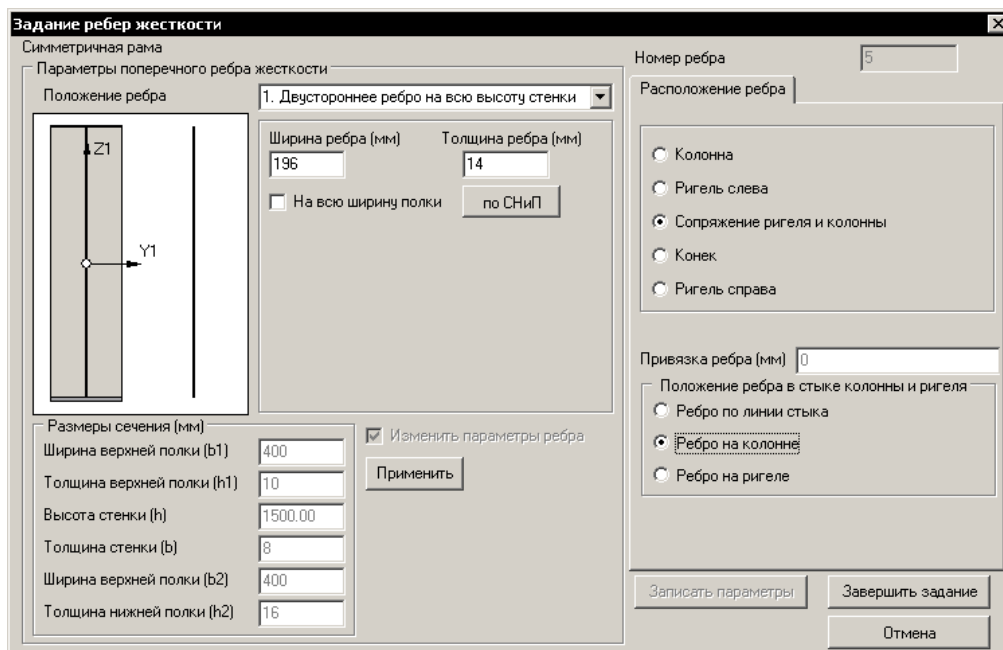 Задание ребер жесткости
Симметричная рама
Параметры поперечного ребра жесткости
Положение ребра
1. Двустороннее ребро на всю высоту стенки
Z1
Y1
Ширина ребра (мм)
Толщина ребра (мм)
196
14
На всю ширину полки
по СНиП
Размеры сечения (мм)
Ширина верхней полки (b1)
400
Толщина верхней полки (h1)
10
Высота стенки (h)
1500.00
Толщина стенки (b)
8
Ширина верхней полки (b2)
400
Толщина нижней полки (h2)
16
Изменить параметры ребра
Применить
Номер ребра
5
Расположение ребра
Колонна
Ригель слева
Сопряжение ригеля и колонны
Конек
Ригель справа
Привязка ребра (мм)
0
Положение ребра в стыке колонны и ригеля
Ребро по линии стыка
Ребро на колонне
Ребро на ригеле
Записать параметры
Завершить задание
Отмена